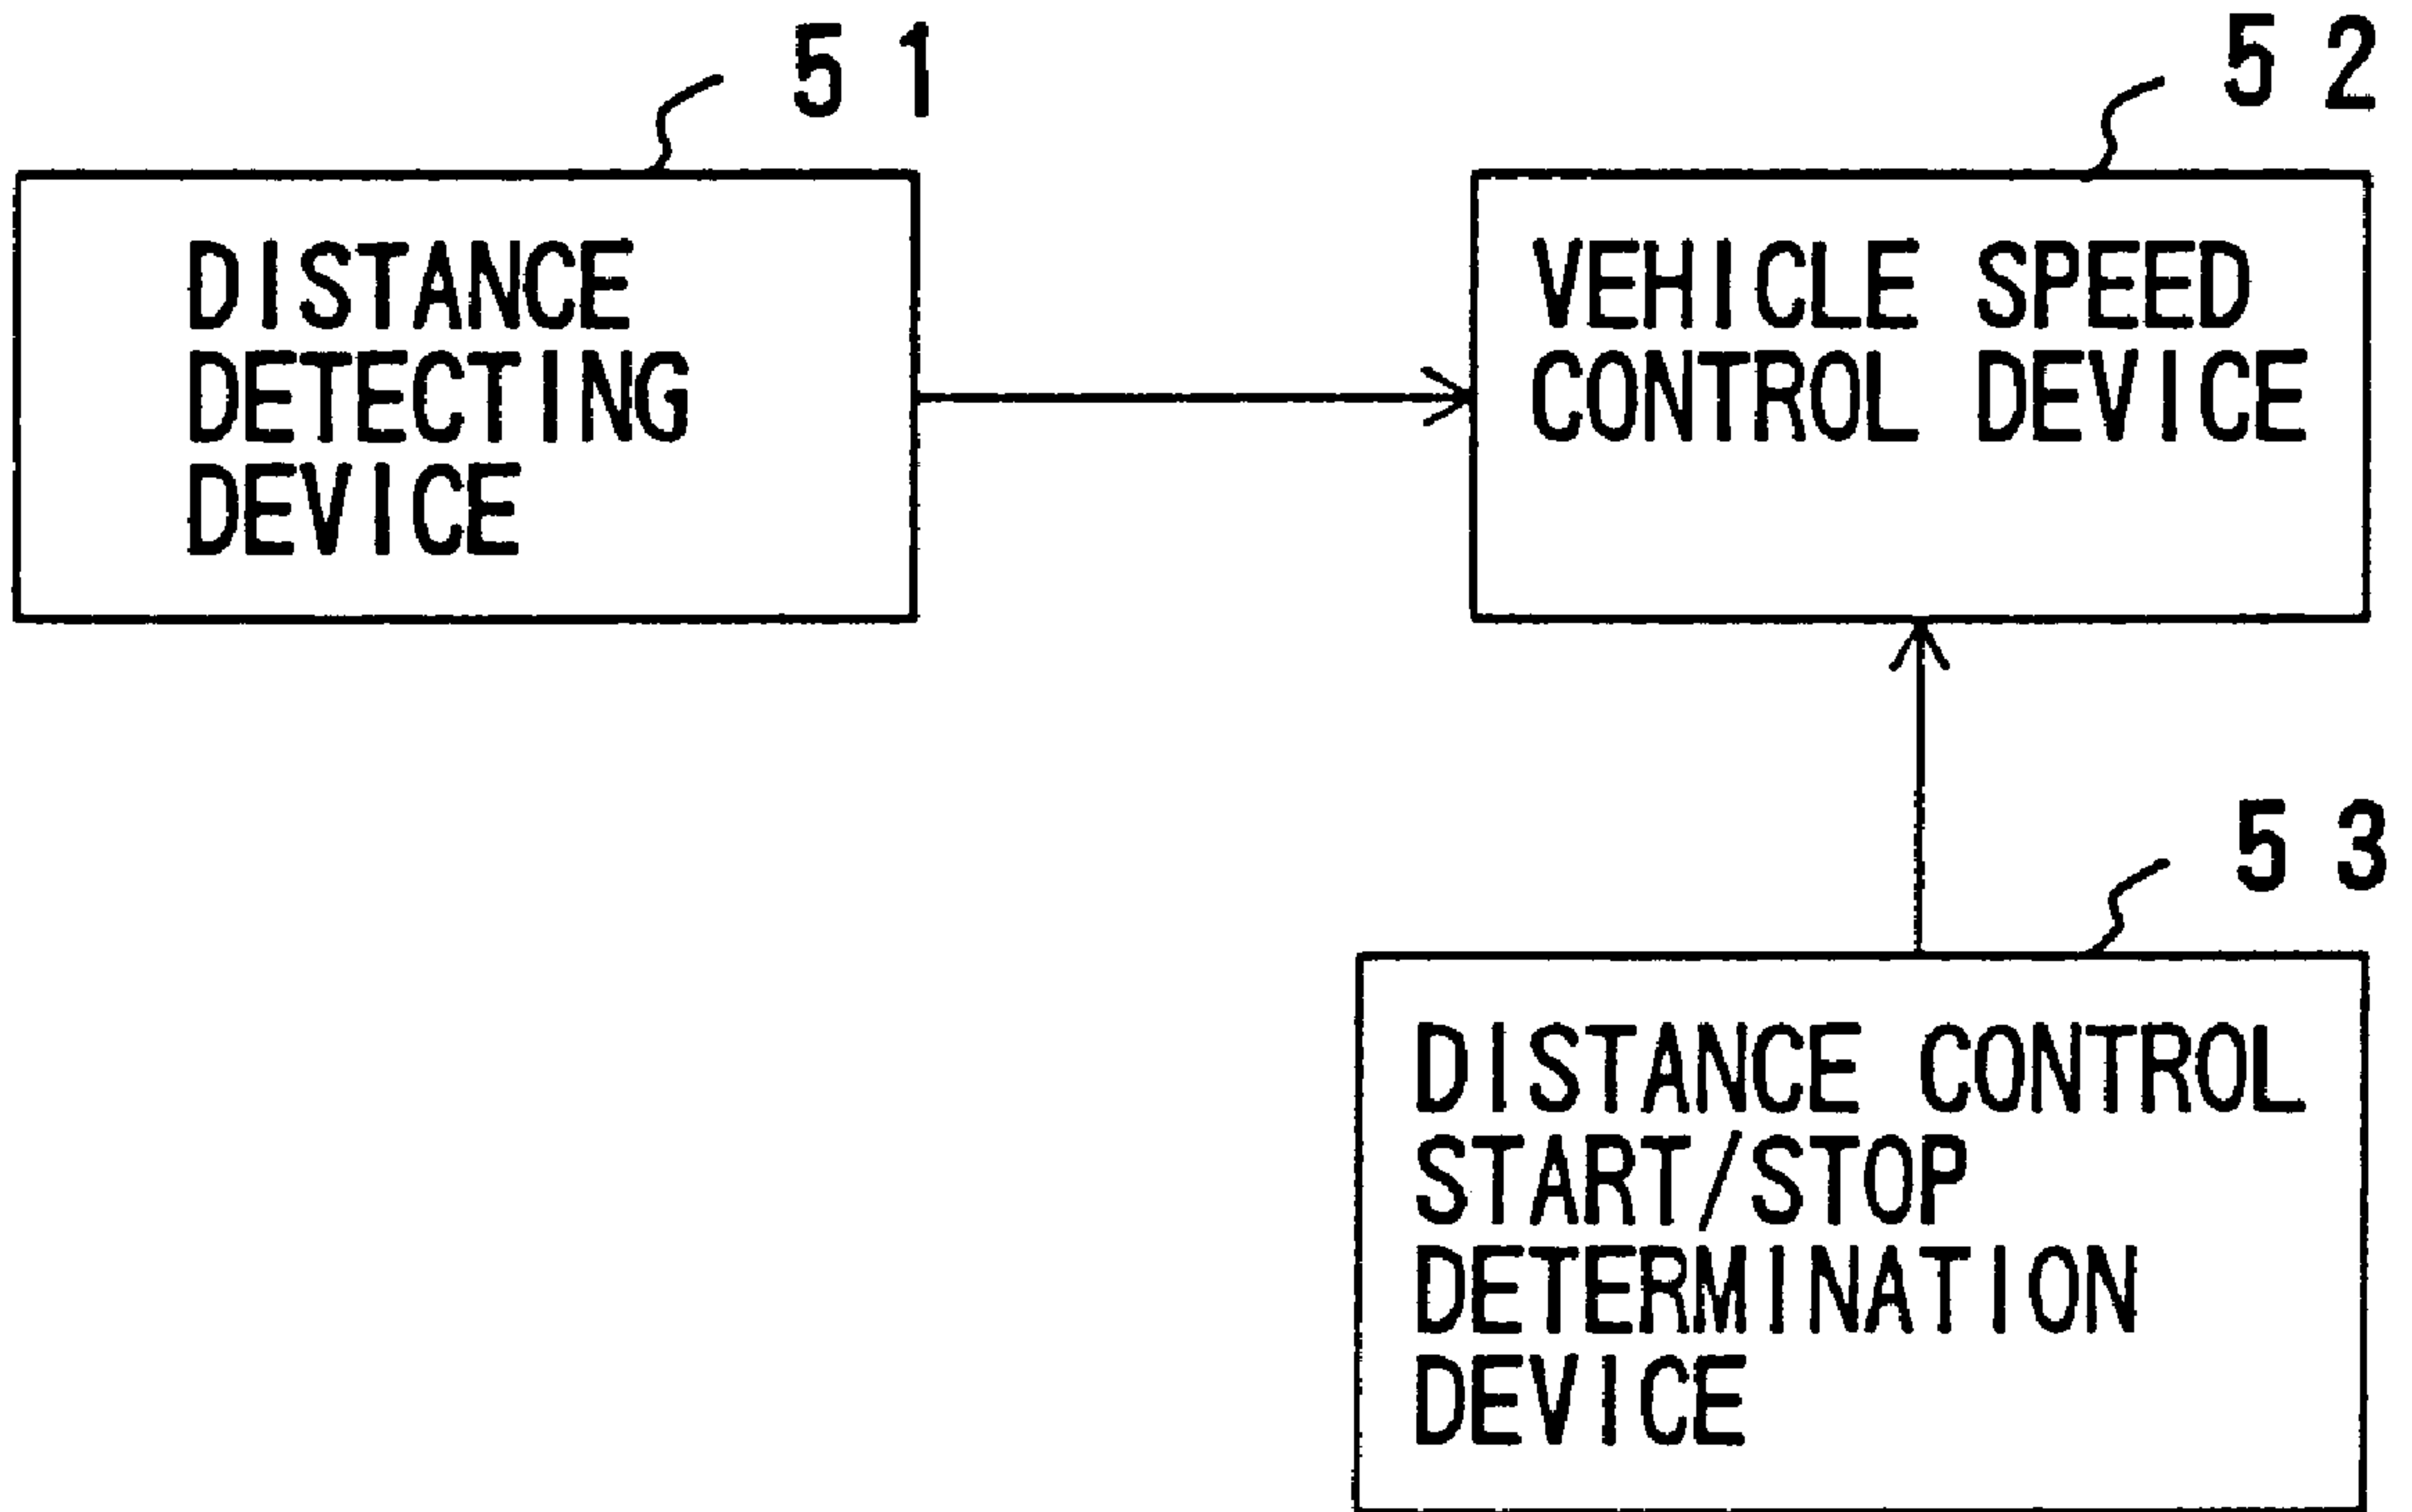 51
DISTANCE
DETECTING
DEVICE
52
VEHICLE SPEED
CONTROL DEVICE
53
DISTANCE CONTROL
START/STOP
DETERMINATION
DEVICE